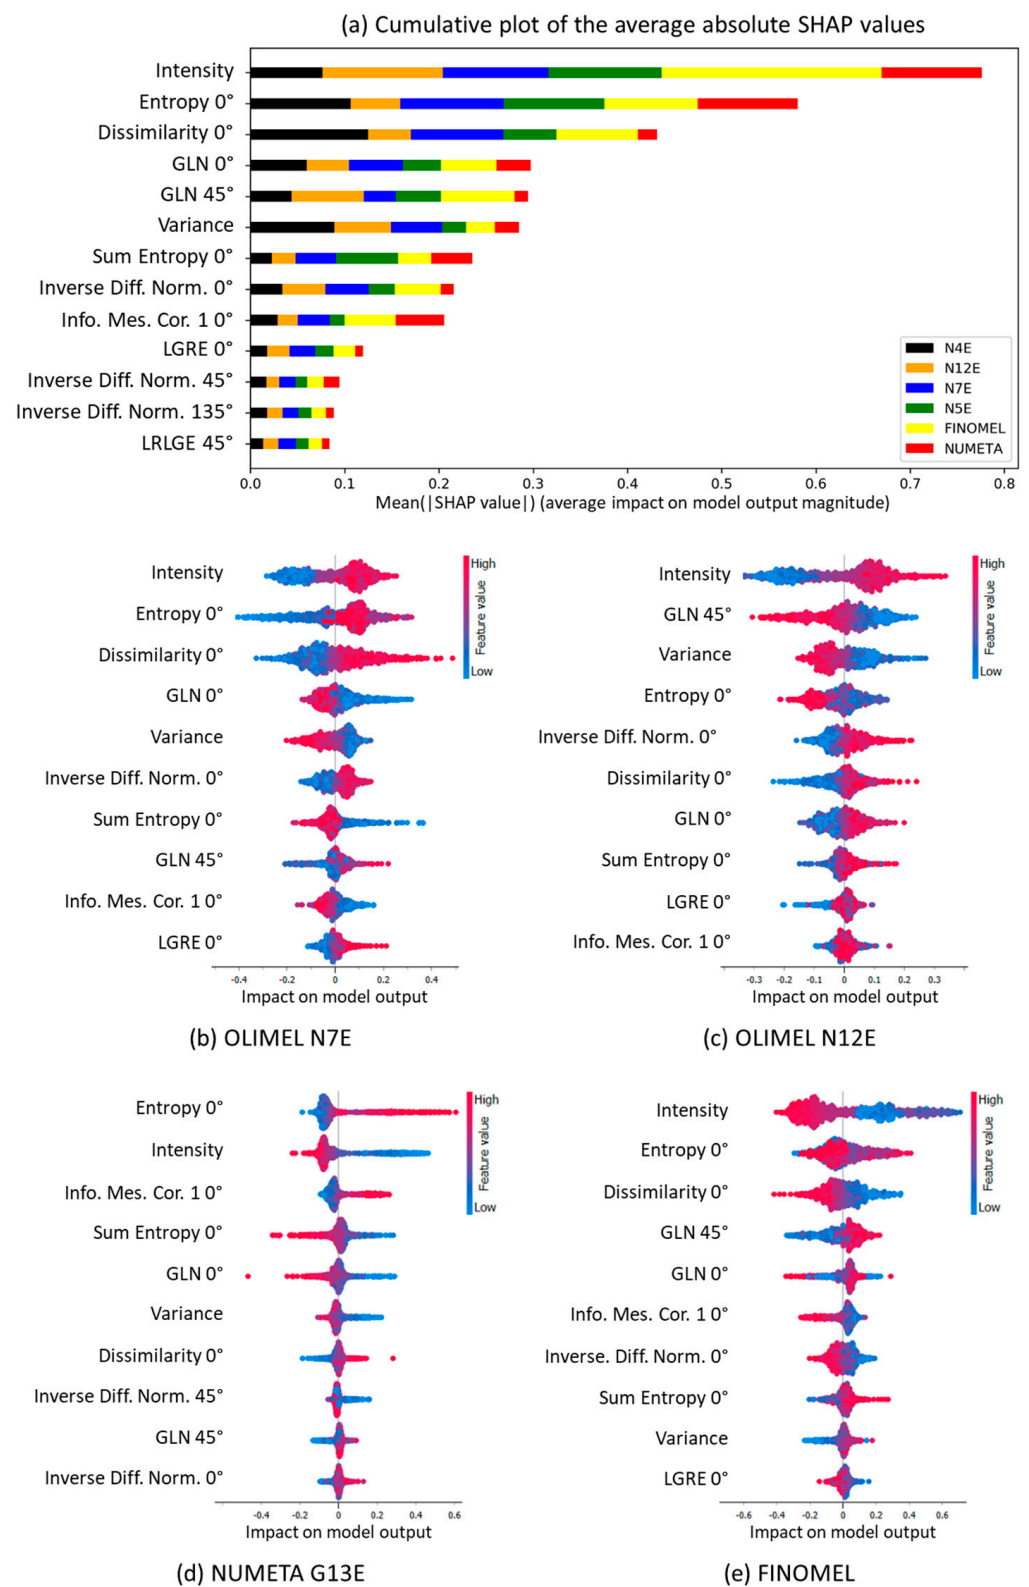 (a) Cumulative plot of the average absolute SHAP values
Intensity
Entropy 0°
Dissimilarity 0°
GLN 0°
GLN 45°
Variance
Sum Entropy 0°
Inverse Diff. Norm. 0°
Info. Mes. Cor. 1 0°
LGRE 0°
Inverse Diff. Norm. 45°
Inverse Diff. Norm. 135°
LRLGE 45°
N4E
N12E
N7E
N5E
FINOMEL
NUMETA
0.0 0.1 0.2 0.3 0.4 0.5 0.6 0.7 0.8
Mean(|SHAP value|) (average impact on model output magnitude)
Intensity
Entropy 0°
Dissimilarity 0°
GLN 0°
Variance
Inverse Diff. Norm. 0°
Sum Entropy 0°
GLN 45°
Info. Mes. Cor. 1 0°
LGRE 0°
High
Feature value
Low
-0.4 -0.2 0 0.2 0.4
Impact on model output
(b) OLIMEL N7E
Intensity
GLN 45°
Variance
Entropy 0°
Inverse Diff. Norm. 0°
Dissimilarity 0°
GLN 0°
Sum Entropy 0°
LGRE 0°
Info. Mes. Cor. 1 0°
High
Feature value
Low
-0.3 -0.2 -0.1 0 0.1 0.2 0.3
Impact on model output
(c) OLIMEL N12E
Entropy 0°
Intensity
Info. Mes. Cor. 1 0°
Sum Entropy 0°
GLN 0°
Variance
Dissimilarity 0°
Inverse Diff. Norm. 45°
GLN 45°
Inverse Diff. Norm. 0°
High
Feature value
Low
-0.6 -0.4 -0.2 0 0.2 0.4 0.6
Impact on model output
(d) NUMETA G13E
Intensity
Entropy 0°
Dissimilarity 0°
GLN 45°
GLN 0°
Info. Mes. Cor. 1 0°
Inverse. Diff. Norm. 0°
Sum Entropy 0°
Variance
LGRE 0°
High
Feature value
Low
-0.6 -0.4 -0.2 0 0.2 0.4 0.6
Impact on model output
(e) FINOMEL